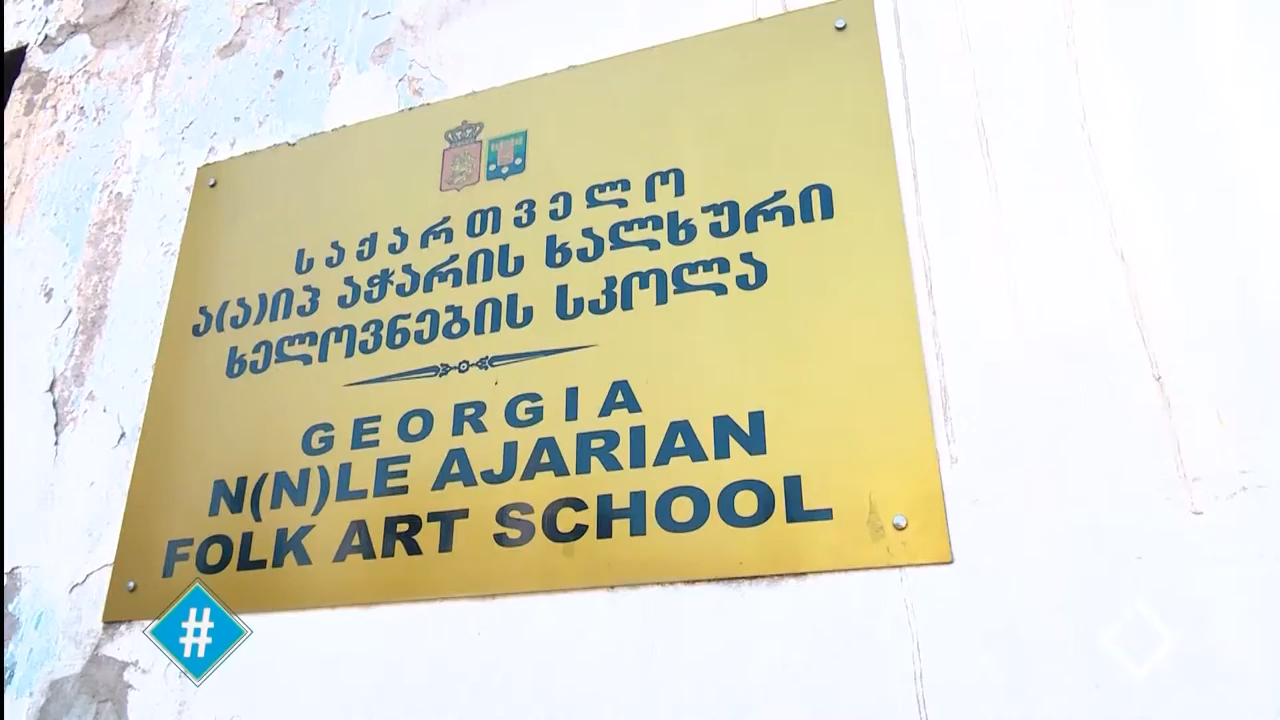 საქართველო
ა(ა)იპ აჭარის ხალხური
ხელოვნების სკოლა
GEORGIA
N(N)LE AJARIAN
FOLK ART SCHOOL
#